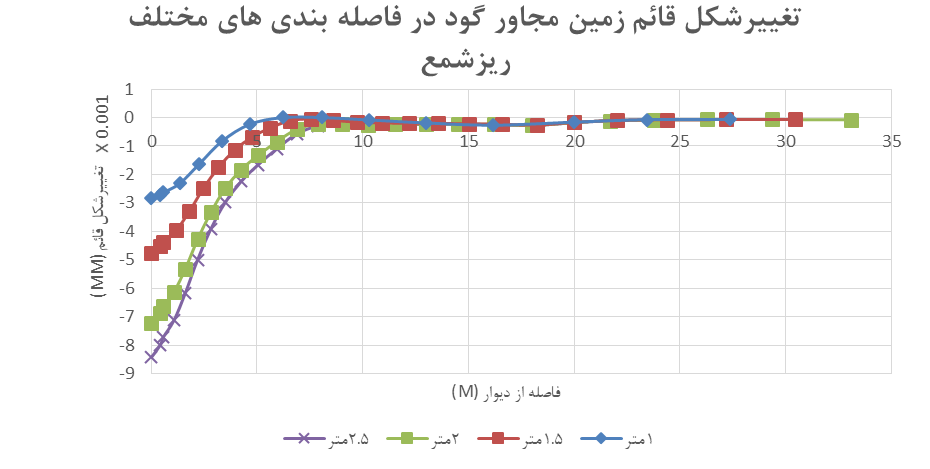 تغییرشکل قائم زمین مجاور گود در فاصله بندی های مختلف
ریزشمع
X 0.001
تغییرشکل قائم (MM)
1
0
-1
-2
-3
-4
-5
-6
-7
-8
-9
0 5 10 15 20 25 30 35
فاصله از دیوار (M)
۲.۵متر ۲متر ۱.۵متر ۱متر